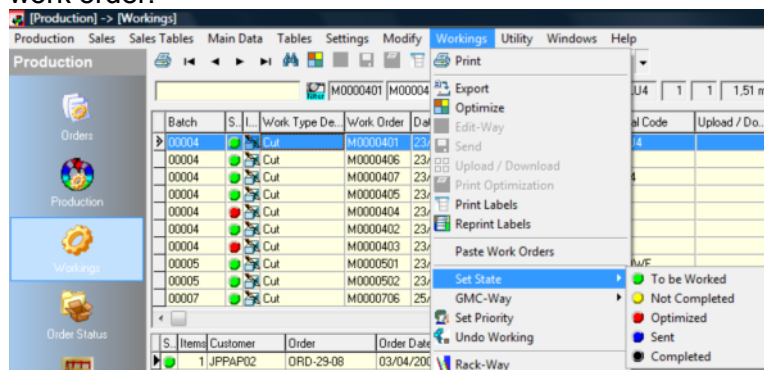 work order.
[Production] -> [Workings]
Production Sales Sales Tables Main Data Tables Settings Modify Workings Utility Windows Help
Production
Orders
Production
Workings
Order Status
Filter M0000401 M00004 U4 1 1 1,51 m
Batch S.. I... Work Type De... Work Order Dat al Code Upload / Do..
00004 Cut M0000401 23/ J4
00004 Cut M0000406 23/
00004 Cut M0000407 23/ 4
00004 Cut M0000405 23/
00004 Cut M0000404 23/
00004 Cut M0000402 23/
00004 Cut M0000403 23/
00005 Cut M0000501 23/
00005 Cut M0000502 23/
00007 Cut M0000706 25/
S.. Items Customer Order Order Date
1 JPPAP02 ORD-29-08 03/04/200
Print
Export
Optimize
Edit-Way
Send
Upload / Download
Print Optimization
Print Labels
Reprint Labels
Paste Work Orders
Set State
GMC-Way
Set Priority
Undo Working
Rack-Way
To be Worked
Not Completed
Optimized
Sent
Completed